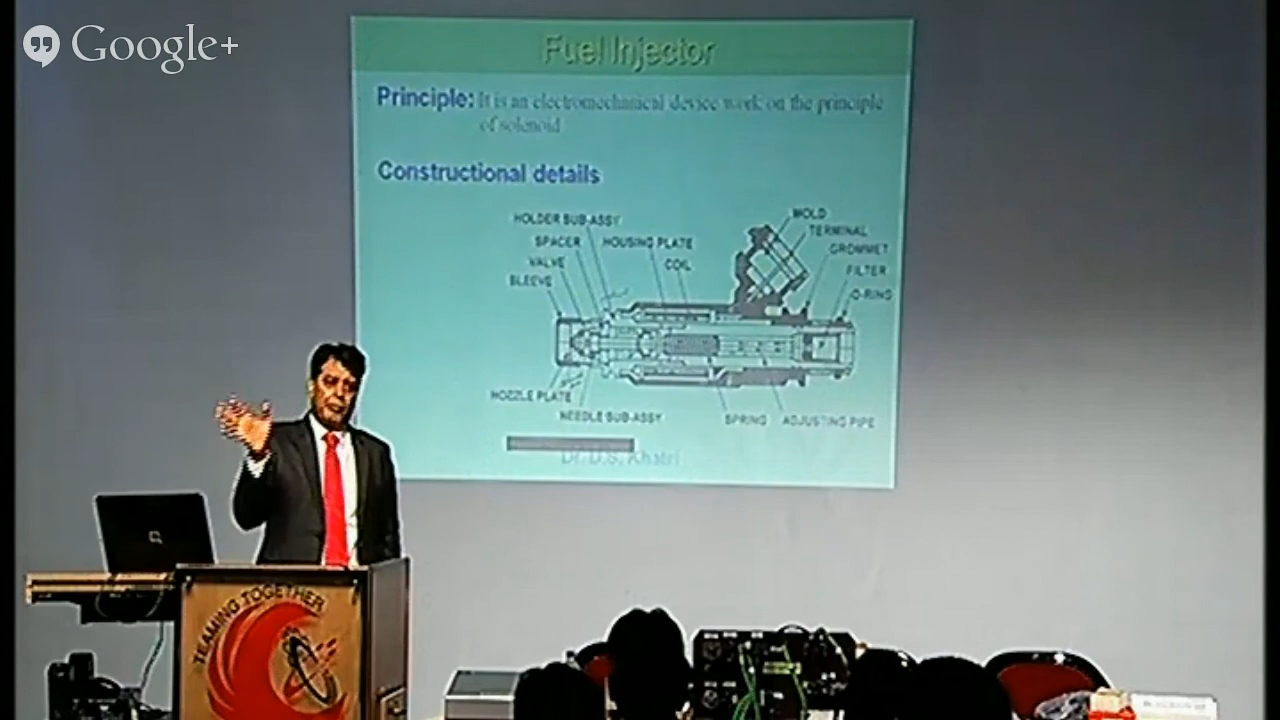 Google+
Fuel Injector
Principle: It is an electromechanical device work on the principle
of solenoid
Constructional details
HOLDER SUB-ASSY
SPACER
HOUSING PLATE
VALVE
COIL
SLEEVE
MOLD
TERMINAL
GROMMET
FILTER
O-RING
NOZZLE PLATE
NEEDLE SUB-ASSY
SPRING
ADJUSTING PIPE
Dr. D.S. Khatri
TEAMING TOGETHER